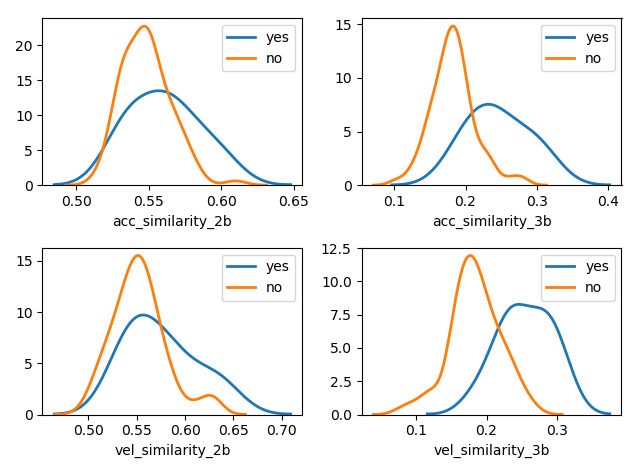 yes
no
20
15
10
5
0
0.50 0.55 0.60 0.65
acc_similarity_2b
yes
no
15
10
5
0
0.1 0.2 0.3 0.4
acc_similarity_3b
yes
no
15
10
5
0
0.50 0.55 0.60 0.65 0.70
vel_similarity_2b
yes
no
12.5
10.0
7.5
5.0
2.5
0.0
0.1 0.2 0.3
vel_similarity_3b